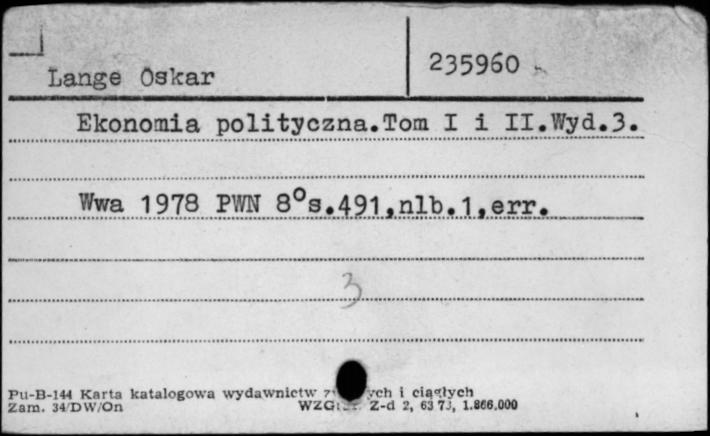 Lange Oskar 235960
Ekonomia polityczna.Tom I i II.Wyd.3.
Wwa 1978 PWN 8°s.491,nlb.1,err.
3
Pu-B-144 Karta katalogowa wydawnictw ych i ciągłych
Zam. 34/DW/On Z-d 2, 63 73, 1.866.000